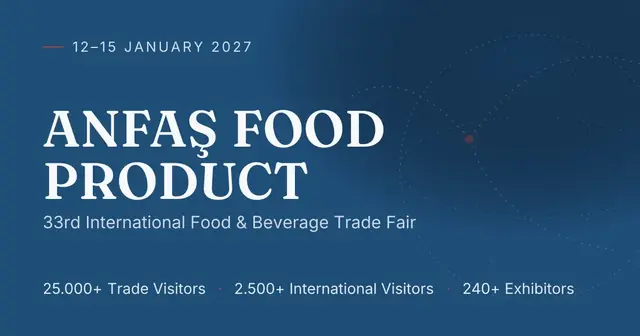 12–15 JANUARY 2027
ANFAŞ FOOD
PRODUCT
33rd International Food & Beverage Trade Fair
25.000+ Trade Visitors · 2.500+ International Visitors · 240+ Exhibitors